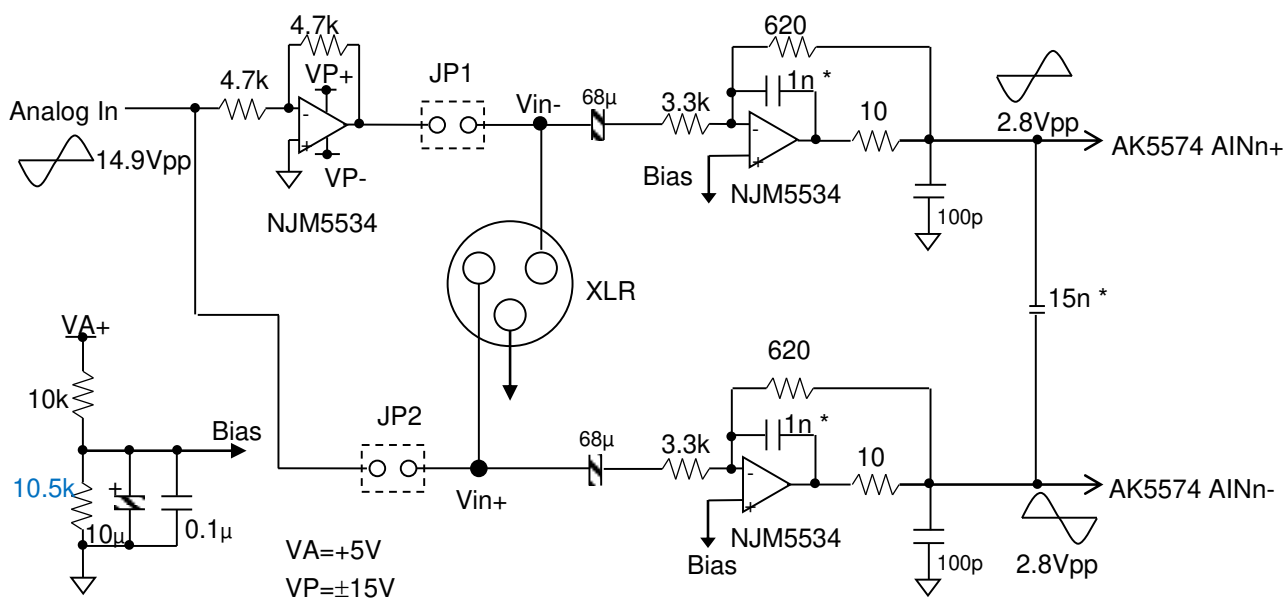 4.7k
620
VP+
JP1
1n *
4.7k
Vin-
68µ
3.3k
10
2.8Vpp
Analog In
-
+
-
+
AK5574 AINn+
14.9Vpp
VP-
Bias
NJM5534
NJM5534
100p
XLR
15n *
VA+
620
10k
JP2
1n *
Bias
68µ
3.3k
10
10.5k
+
-
+
AK5574 AINn-
Vin+
10µ
0.1µ
NJM5534
VA=+5V
Bias
100p
2.8Vpp
VP=±15V